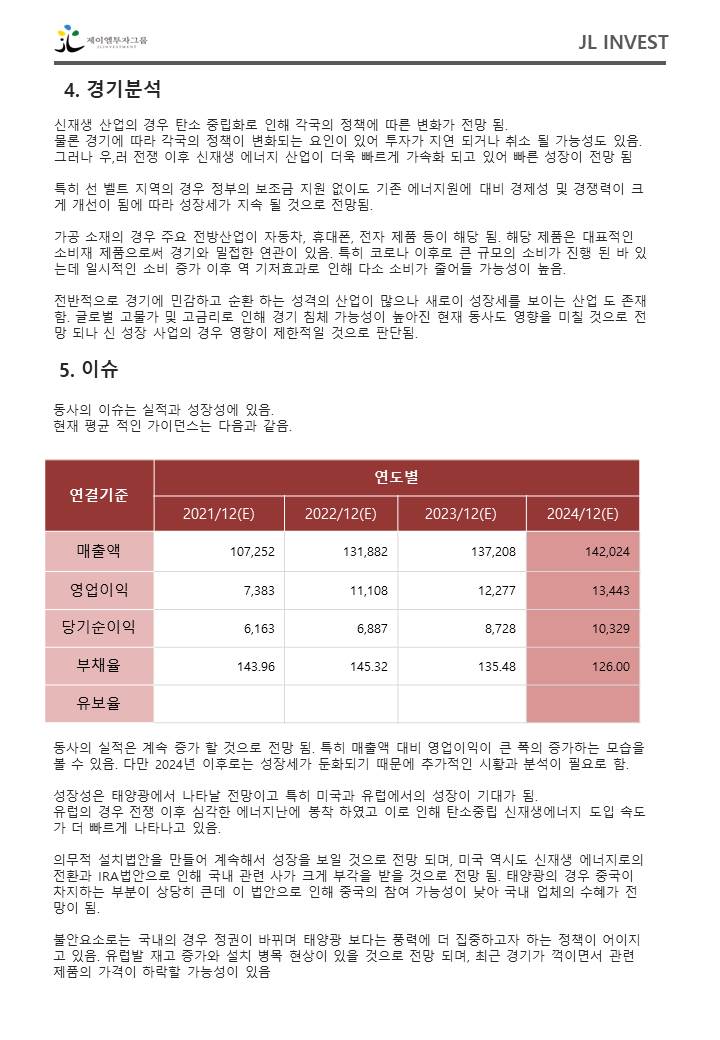 제이엘투자그룹
JLINVESTMENT
JL INVEST
4. 경기분석
신재생 산업의 경우 탄소 중립화로 인해 각국의 정책에 따른 변화가 전망 됨.
물론 경기에 따라 각국의 정책이 변화되는 요인이 있어 투자가 지연 되거나 취소 될 가능성도 있음.
그러나 우,러 전쟁 이후 신재생 에너지 산업이 더욱 빠르게 가속화 되고 있어 빠른 성장이 전망 됨
특히 선 벨트 지역의 경우 정부의 보조금 지원 없이도 기존 에너지원에 대비 경제성 및 경쟁력이 크
게 개선이 됨에 따라 성장세가 지속 될 것으로 전망됨.
가공 소재의 경우 주요 전방산업이 자동차, 휴대폰, 전자 제품 등이 해당 됨. 해당 제품은 대표적인
소비재 제품으로써 경기와 밀접한 연관이 있음. 특히 코로나 이후로 큰 규모의 소비가 진행 된 바 있
는데 일시적인 소비 증가 이후 역 기저효과로 인해 다소 소비가 줄어들 가능성이 높음.
전반적으로 경기에 민감하고 순환 하는 성격의 산업이 많으나 새로이 성장세를 보이는 산업 도 존재
함. 글로벌 고물가 및 고금리로 인해 경기 침체 가능성이 높아진 현재 동사도 영향을 미칠 것으로 전
망 되나 신 성장 사업의 경우 영향이 제한적일 것으로 판단됨.
5. 이슈
동사의 이슈는 실적과 성장성에 있음.
현재 평균 적인 가이던스는 다음과 같음.
연결기준 연도별
2021/12(E) 2022/12(E) 2023/12(E) 2024/12(E)
매출액 107,252 131,882 137,208 142,024
영업이익 7,383 11,108 12,277 13,443
당기순이익 6,163 6,887 8,728 10,329
부채율 143.96 145.32 135.48 126.00
유보율
동사의 실적은 계속 증가 할 것으로 전망 됨. 특히 매출액 대비 영업이익이 큰 폭의 증가하는 모습을
볼 수 있음. 다만 2024년 이후로는 성장세가 둔화되기 때문에 추가적인 시황과 분석이 필요로 함.
성장성은 태양광에서 나타날 전망이고 특히 미국과 유럽에서의 성장이 기대가 됨.
유럽의 경우 전쟁 이후 심각한 에너지난에 봉착 하였고 이로 인해 탄소중립 신재생에너지 도입 속도
가 더 빠르게 나타나고 있음.
의무적 설치법안을 만들어 계속해서 성장을 보일 것으로 전망 되며, 미국 역시도 신재생 에너지로의
전환과 IRA법안으로 인해 국내 관련 사가 크게 부각을 받을 것으로 전망 됨. 태양광의 경우 중국이
차지하는 부분이 상당히 큰데 이 법안으로 인해 중국의 참여 가능성이 낮아 국내 업체의 수혜가 전
망이 됨.
불안요소로는 국내의 경우 정권이 바뀌며 태양광 보다는 풍력에 더 집중하고자 하는 정책이 어이지
고 있음. 유럽발 재고 증가와 설치 병목 현상이 있을 것으로 전망 되며, 최근 경기가 꺽이면서 관련
제품의 가격이 하락할 가능성이 있음